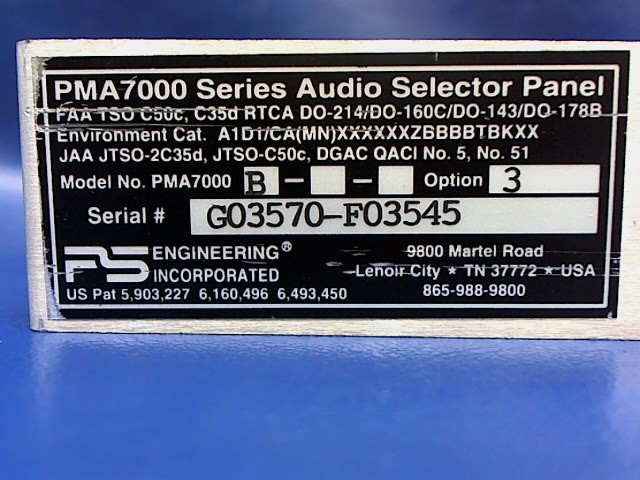 PMA7000 Series Audio Selector Panel
FAA TSO C50c, C35d RTCA DO-214/DO-160C/DO-143/DO-178B
Environment Cat. A1D1/CA(MN)XXXXXXZBBBBTBKXX
JAA JTSO-2C35d, JTSO-C50c, DGAC QACI No. 5, No. 51
Model No. PMA7000 B - - Option 3
Serial # G03570-F03545
PS ENGINEERING® INCORPORATED
US Pat 5,903,227 6,160,496 6,493,450
9800 Martel Road
Lenoir City ★ TN 37772 ★ USA
865-988-9800